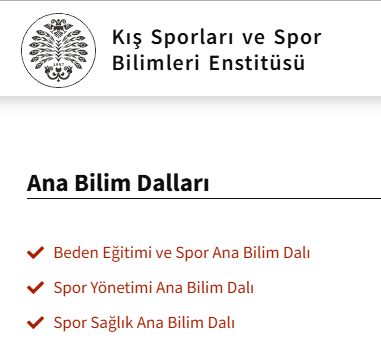 Kış Sporları ve Spor
Bilimleri Enstitüsü
1957
Ana Bilim Dalları
Beden Eğitimi ve Spor Ana Bilim Dalı
Spor Yönetimi Ana Bilim Dalı
Spor Sağlık Ana Bilim Dalı